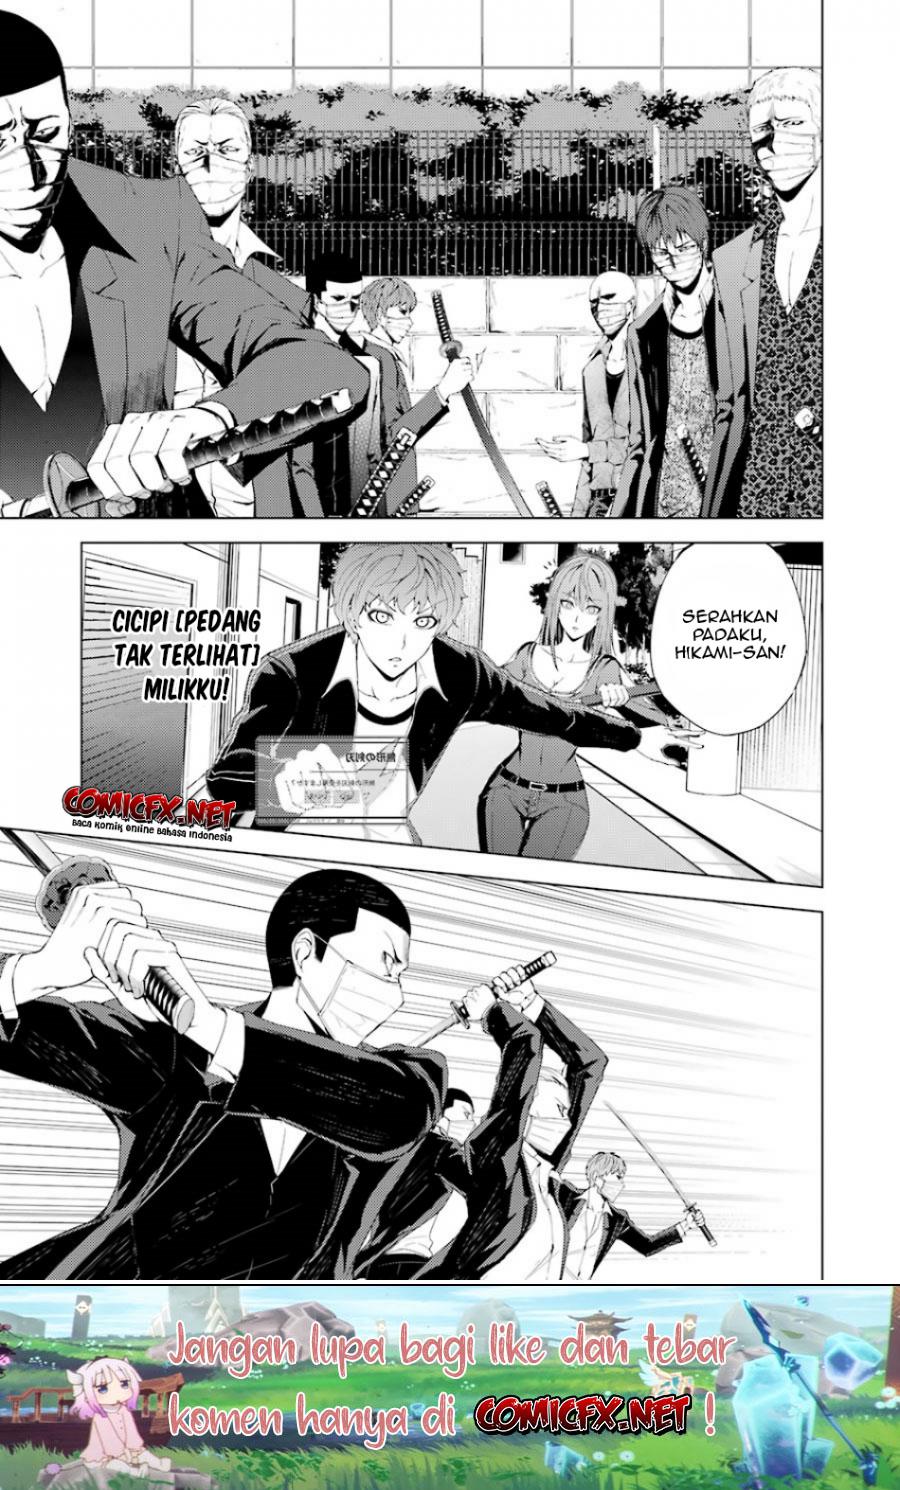 SERAHKAN
PADAKU,
HIKAMI-SAN!
CICIPI [PEDANG
TAK TERLIHAT]
MILIKKU!
COMICFX.NET
Baca Komik Online Bahasa Indonesia
Jangan lupa bagi like dan tebar
komen hanya di COMICFX.NET !